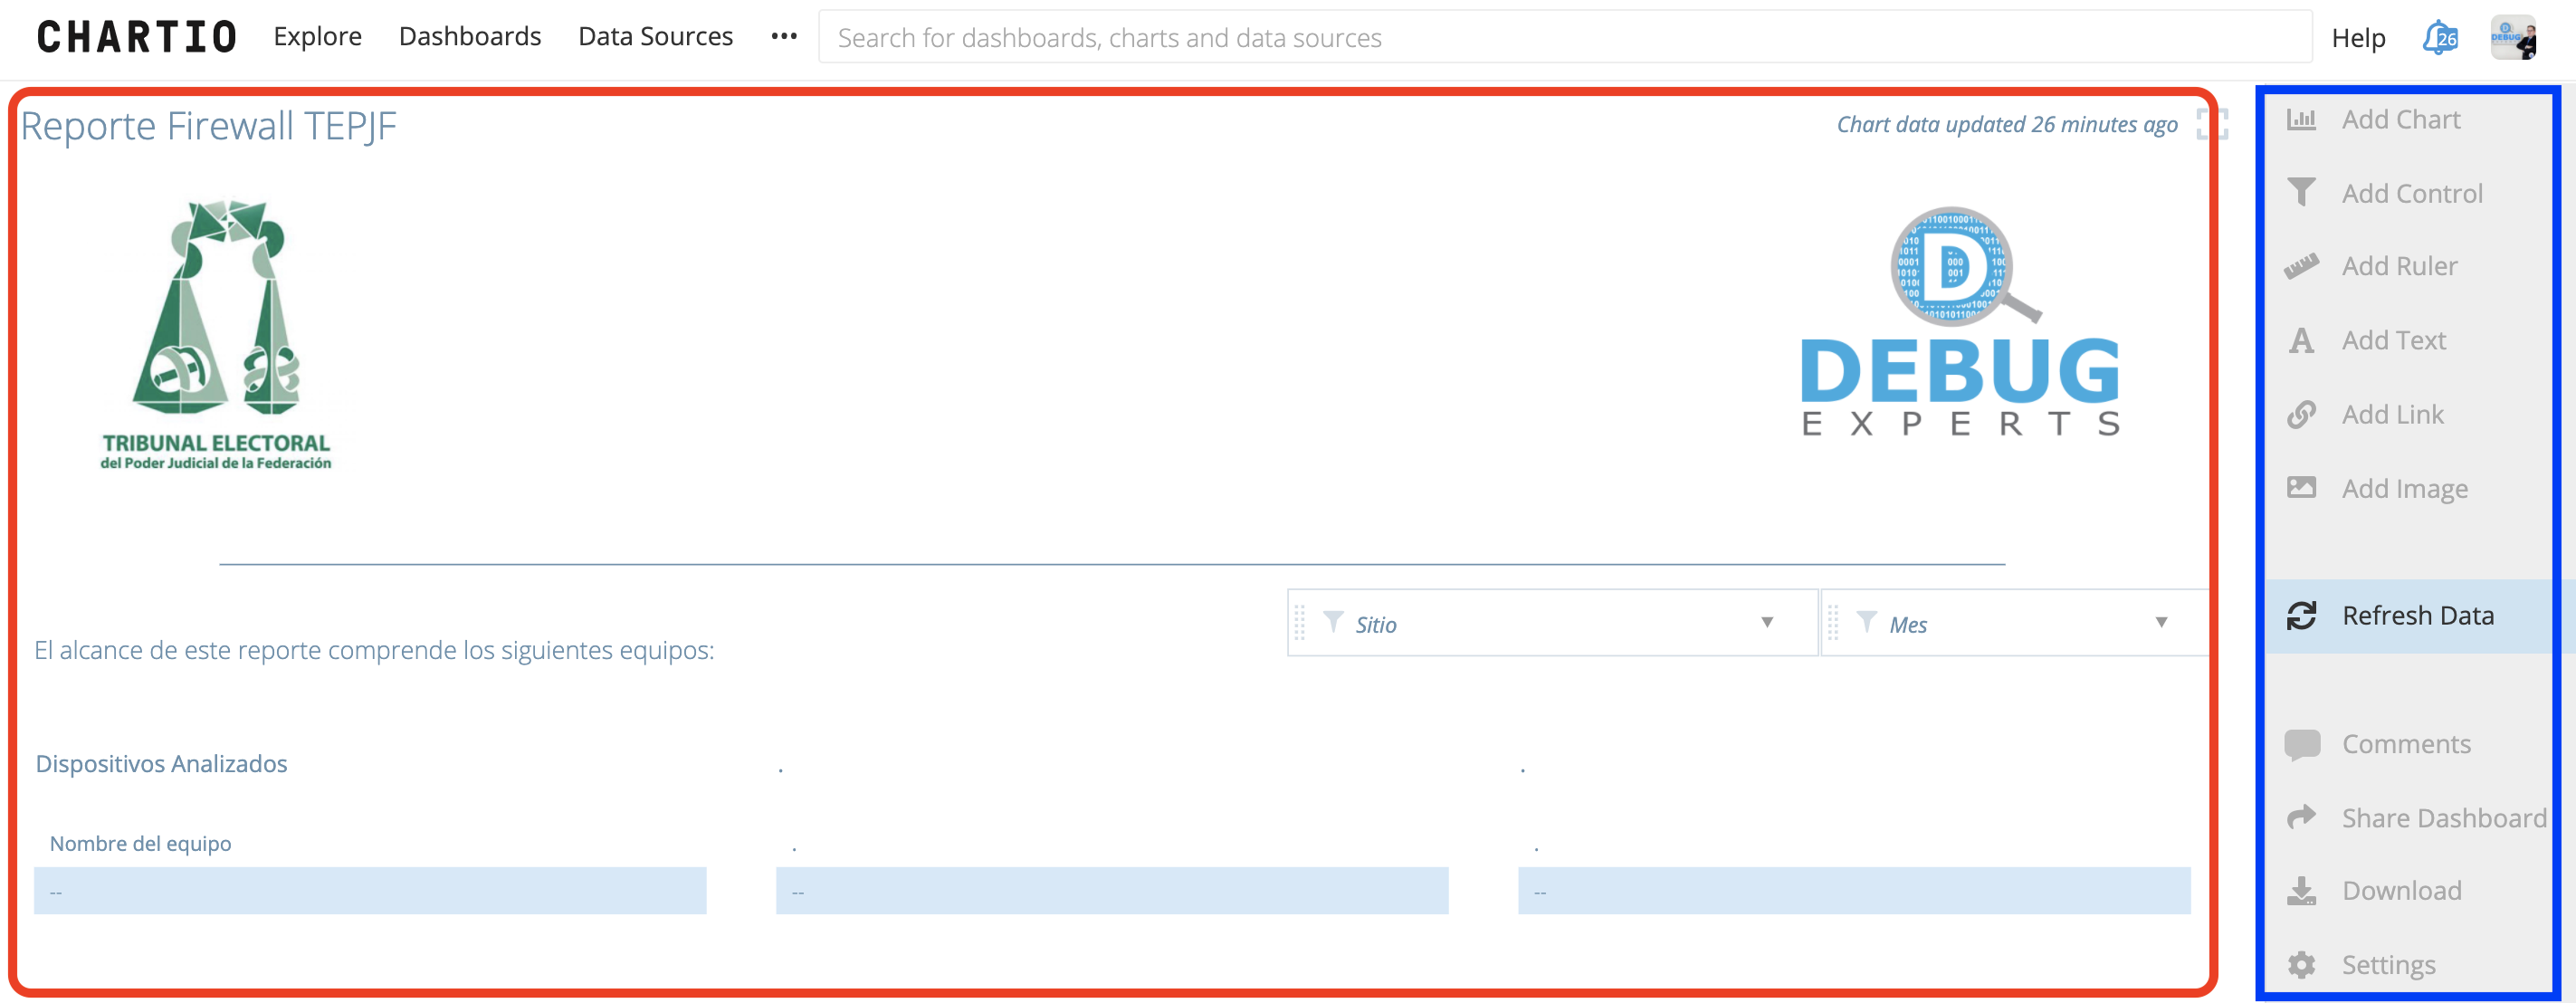 CHARTIO Explore Dashboards Data Sources ••• Search for dashboards, charts and data sources Help 26
Reporte Firewall TEPJF
Chart data updated 26 minutes ago
TRIBUNAL ELECTORAL
del Poder Judicial de la Federación
D
DEBUG
EXPERTS
Sitio
Mes
El alcance de este reporte comprende los siguientes equipos:
Dispositivos Analizados . .
Nombre del equipo . .
-- -- --
Add Chart
Add Control
Add Ruler
A Add Text
Add Link
Add Image
Refresh Data
Comments
Share Dashboard
Download
Settings